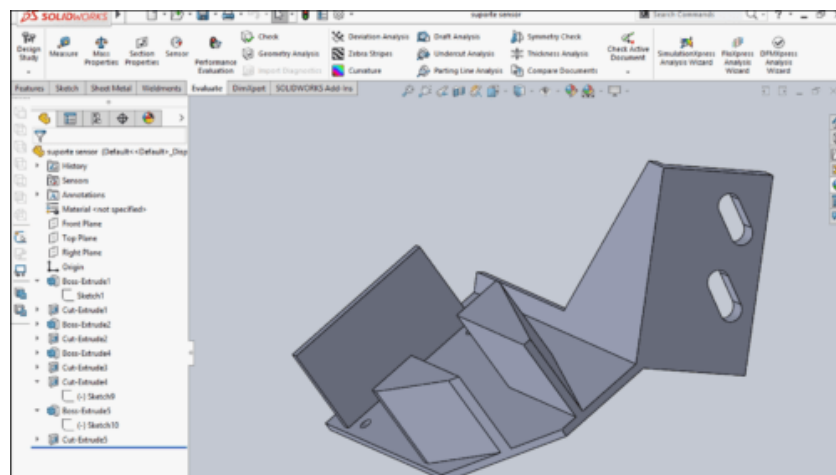 SOLIDWORKS
suporte sensor
Search Commands
Design Study
Measure
Mass Properties
Section Properties
Sensor
Performance Evaluation
Check
Geometry Analysis
Import Diagnostics
Deviation Analysis
Zebra Stripes
Curvature
Draft Analysis
Undercut Analysis
Parting Line Analysis
Symmetry Check
Thickness Analysis
Compare Documents
Check Active Document
SimulationXpress Analysis Wizard
FloXpress Analysis Wizard
DFMXpress Analysis Wizard
Features Sketch Sheet Metal Weldments Evaluate DimXpert SOLIDWORKS Add-Ins
suporte sensor (Default<<Default>_Disp
History
Sensors
Annotations
Material <not specified>
Front Plane
Top Plane
Right Plane
Origin
Boss-Extrude1
Sketch1
Cut-Extrude1
Boss-Extrude2
Cut-Extrude2
Boss-Extrude4
Cut-Extrude3
Cut-Extrude4
(-) Sketch9
Boss-Extrude5
(-) Sketch10
Cut-Extrude5